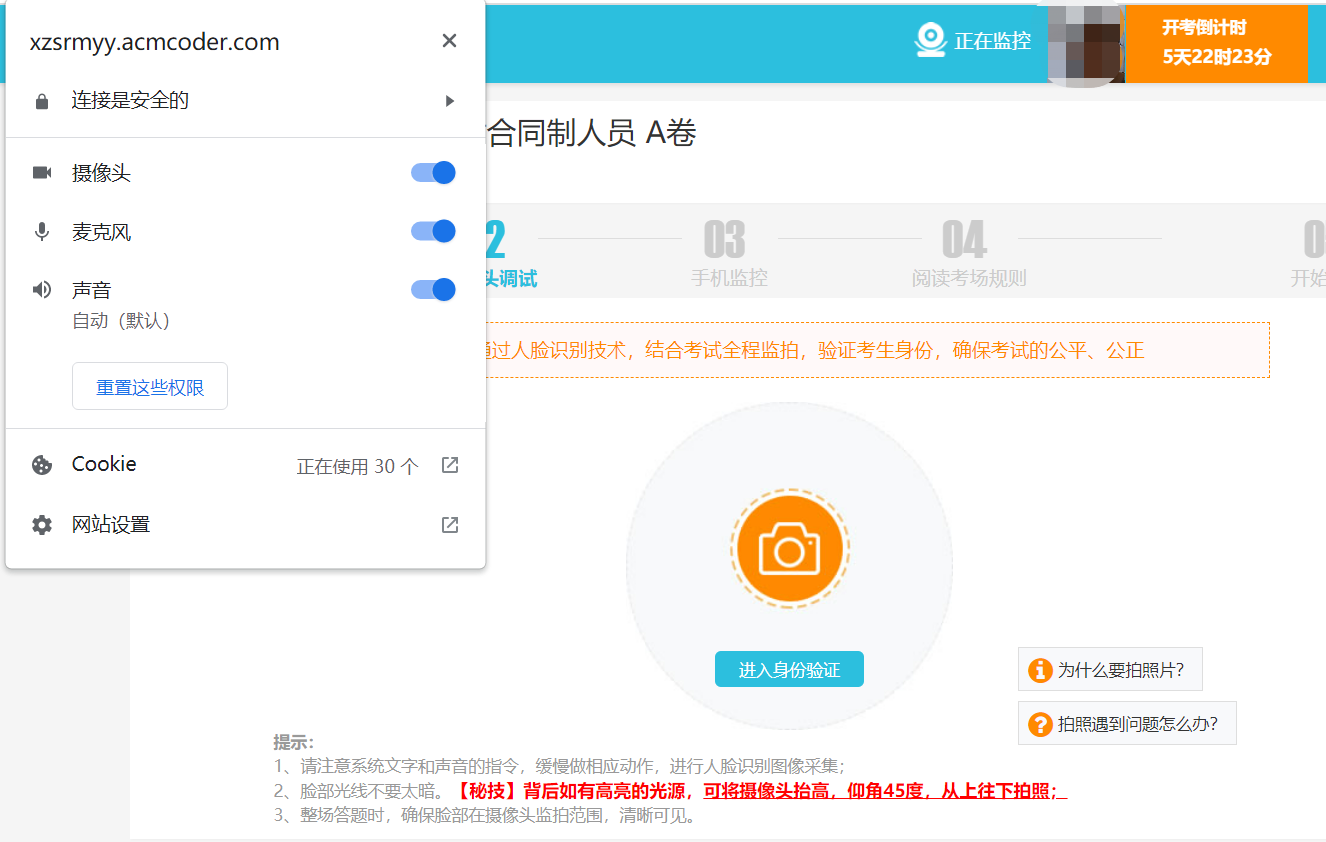 xzsrmyy.acmcoder.com
连接是安全的
摄像头
麦克风
声音
自动（默认）
重置这些权限
Cookie
正在使用 30 个
网站设置
正在监控
开考倒计时
5天22时23分
合同制人员 A卷
2
头调试
03
手机监控
04
阅读考场规则
0
开始
通过人脸识别技术，结合考试全程监拍，验证考生身份，确保考试的公平、公正
进入身份验证
为什么要拍照片？
拍照遇到问题怎么办？
提示：
1、请注意系统文字和声音的指令，缓慢做相应动作，进行人脸识别图像采集；
2、脸部光线不要太暗。【秘技】背后如有高亮的光源，可将摄像头抬高，仰角45度，从上往下拍照；
3、整场答题时，确保脸部在摄像头监拍范围，清晰可见。